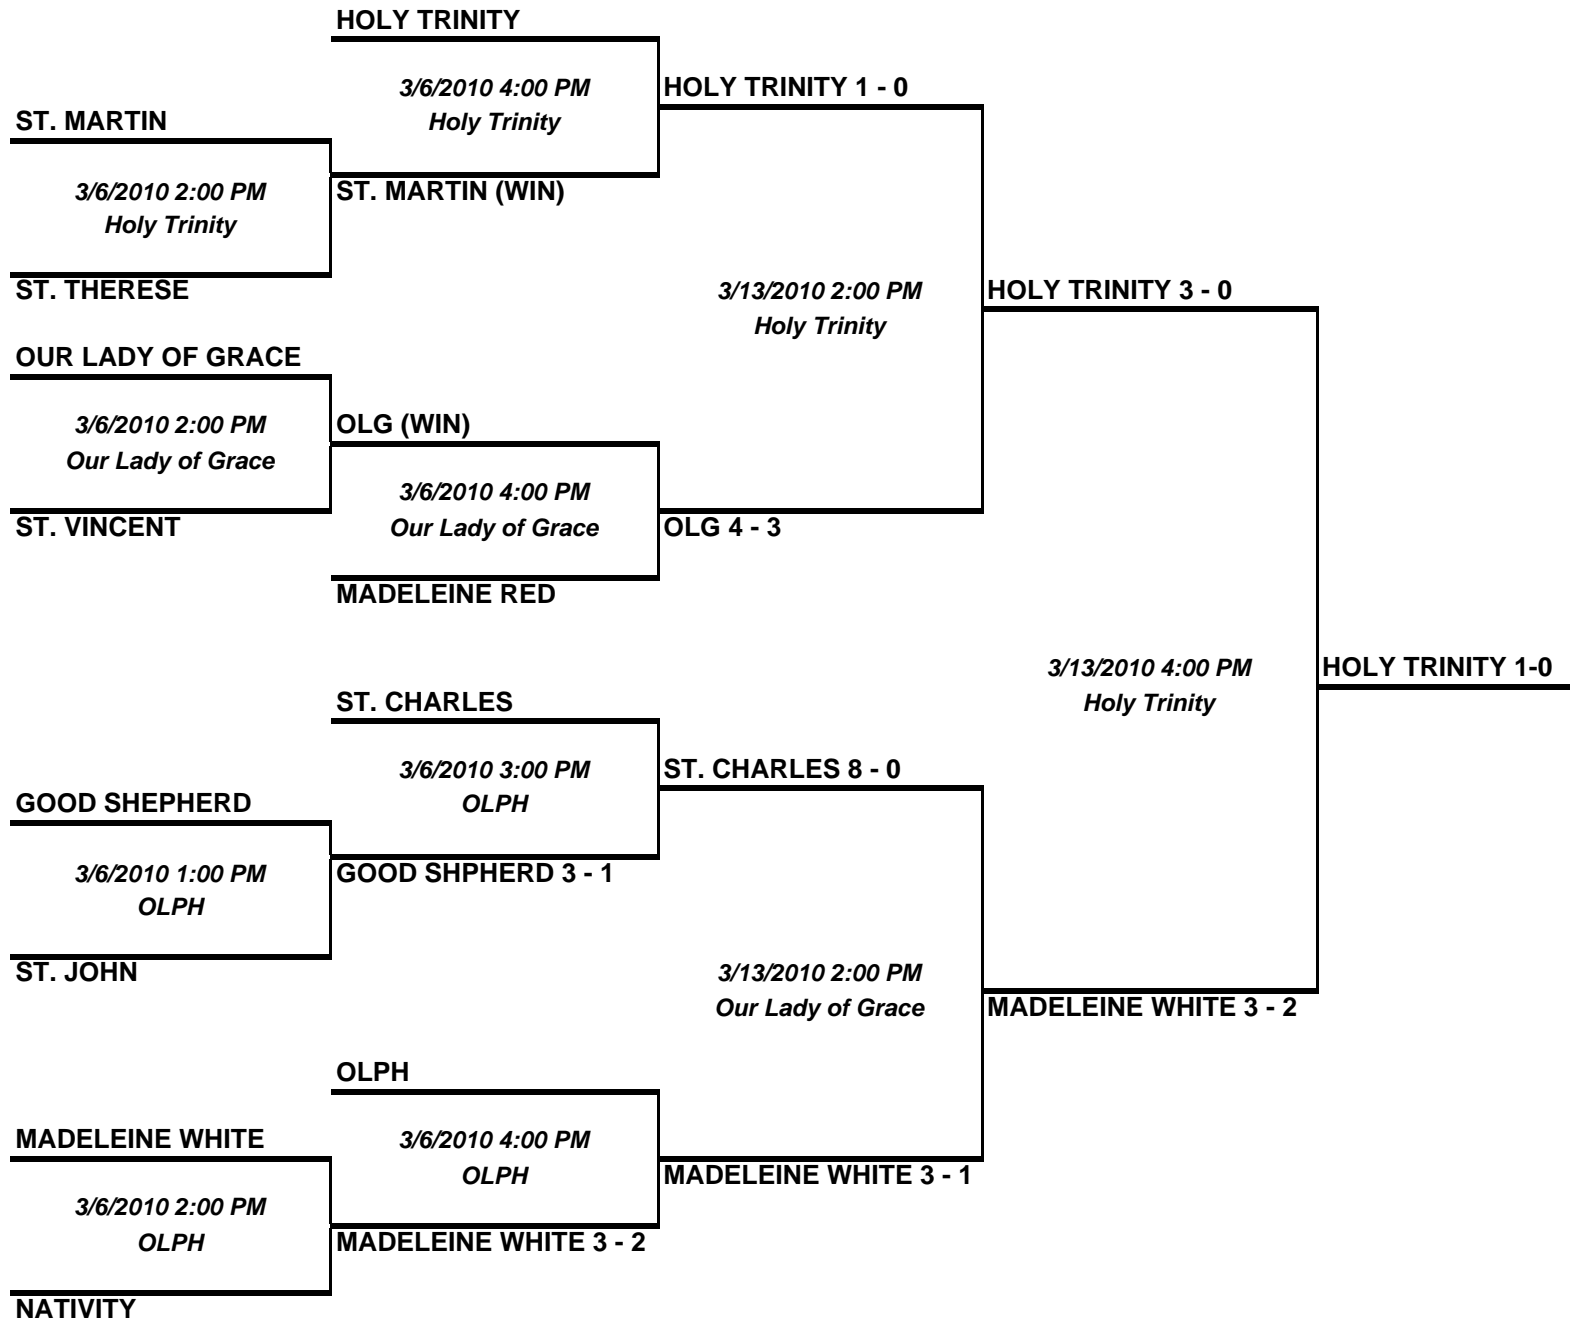 HOLY TRINITY
3/6/2010 4:00 PM
Holy Trinity
HOLY TRINITY 1 - 0
ST. MARTIN
3/6/2010 2:00 PM
Holy Trinity
ST. MARTIN (WIN)
ST. THERESE
3/13/2010 2:00 PM
Holy Trinity
HOLY TRINITY 3 - 0
OUR LADY OF GRACE
3/6/2010 2:00 PM
Our Lady of Grace
OLG (WIN)
ST. VINCENT
3/6/2010 4:00 PM
Our Lady of Grace
OLG 4 - 3
MADELEINE RED
3/13/2010 4:00 PM
Holy Trinity
HOLY TRINITY 1-0
ST. CHARLES
3/6/2010 3:00 PM
OLPH
ST. CHARLES 8 - 0
GOOD SHEPHERD
3/6/2010 1:00 PM
OLPH
GOOD SHPHERD 3 - 1
ST. JOHN
3/13/2010 2:00 PM
Our Lady of Grace
MADELEINE WHITE 3 - 2
OLPH
3/6/2010 4:00 PM
OLPH
MADELEINE WHITE 3 - 1
MADELEINE WHITE
3/6/2010 2:00 PM
OLPH
MADELEINE WHITE 3 - 2
NATIVITY